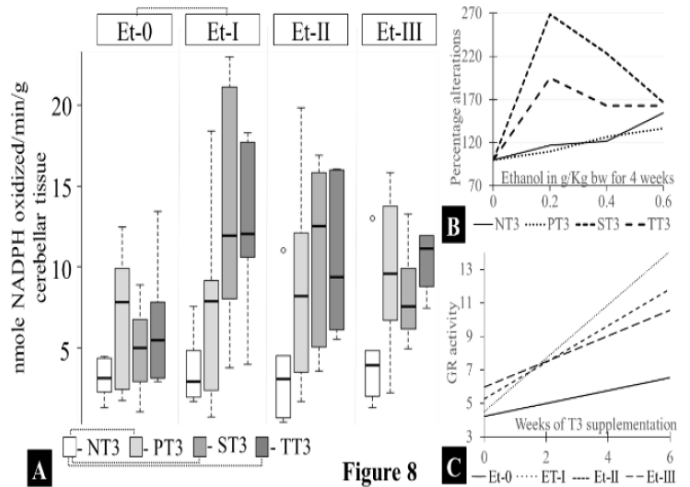 A
Et-0
Et-I
Et-II
Et-III
nmole NADPH oxidized/min/g
cerebellar tissue
20
15
10
5
- NT3
- PT3
- ST3
- TT3
Figure 8
B
Percentage alterations
270
220
170
120
70
0
0.2
0.4
0.6
Ethanol in g/Kg bw for 4 weeks
NT3
PT3
ST3
TT3
C
GR activity
13
11
9
7
5
3
Weeks of T3 supplementation
0
2
4
6
Et-0
ET-I
Et-II
Et-III